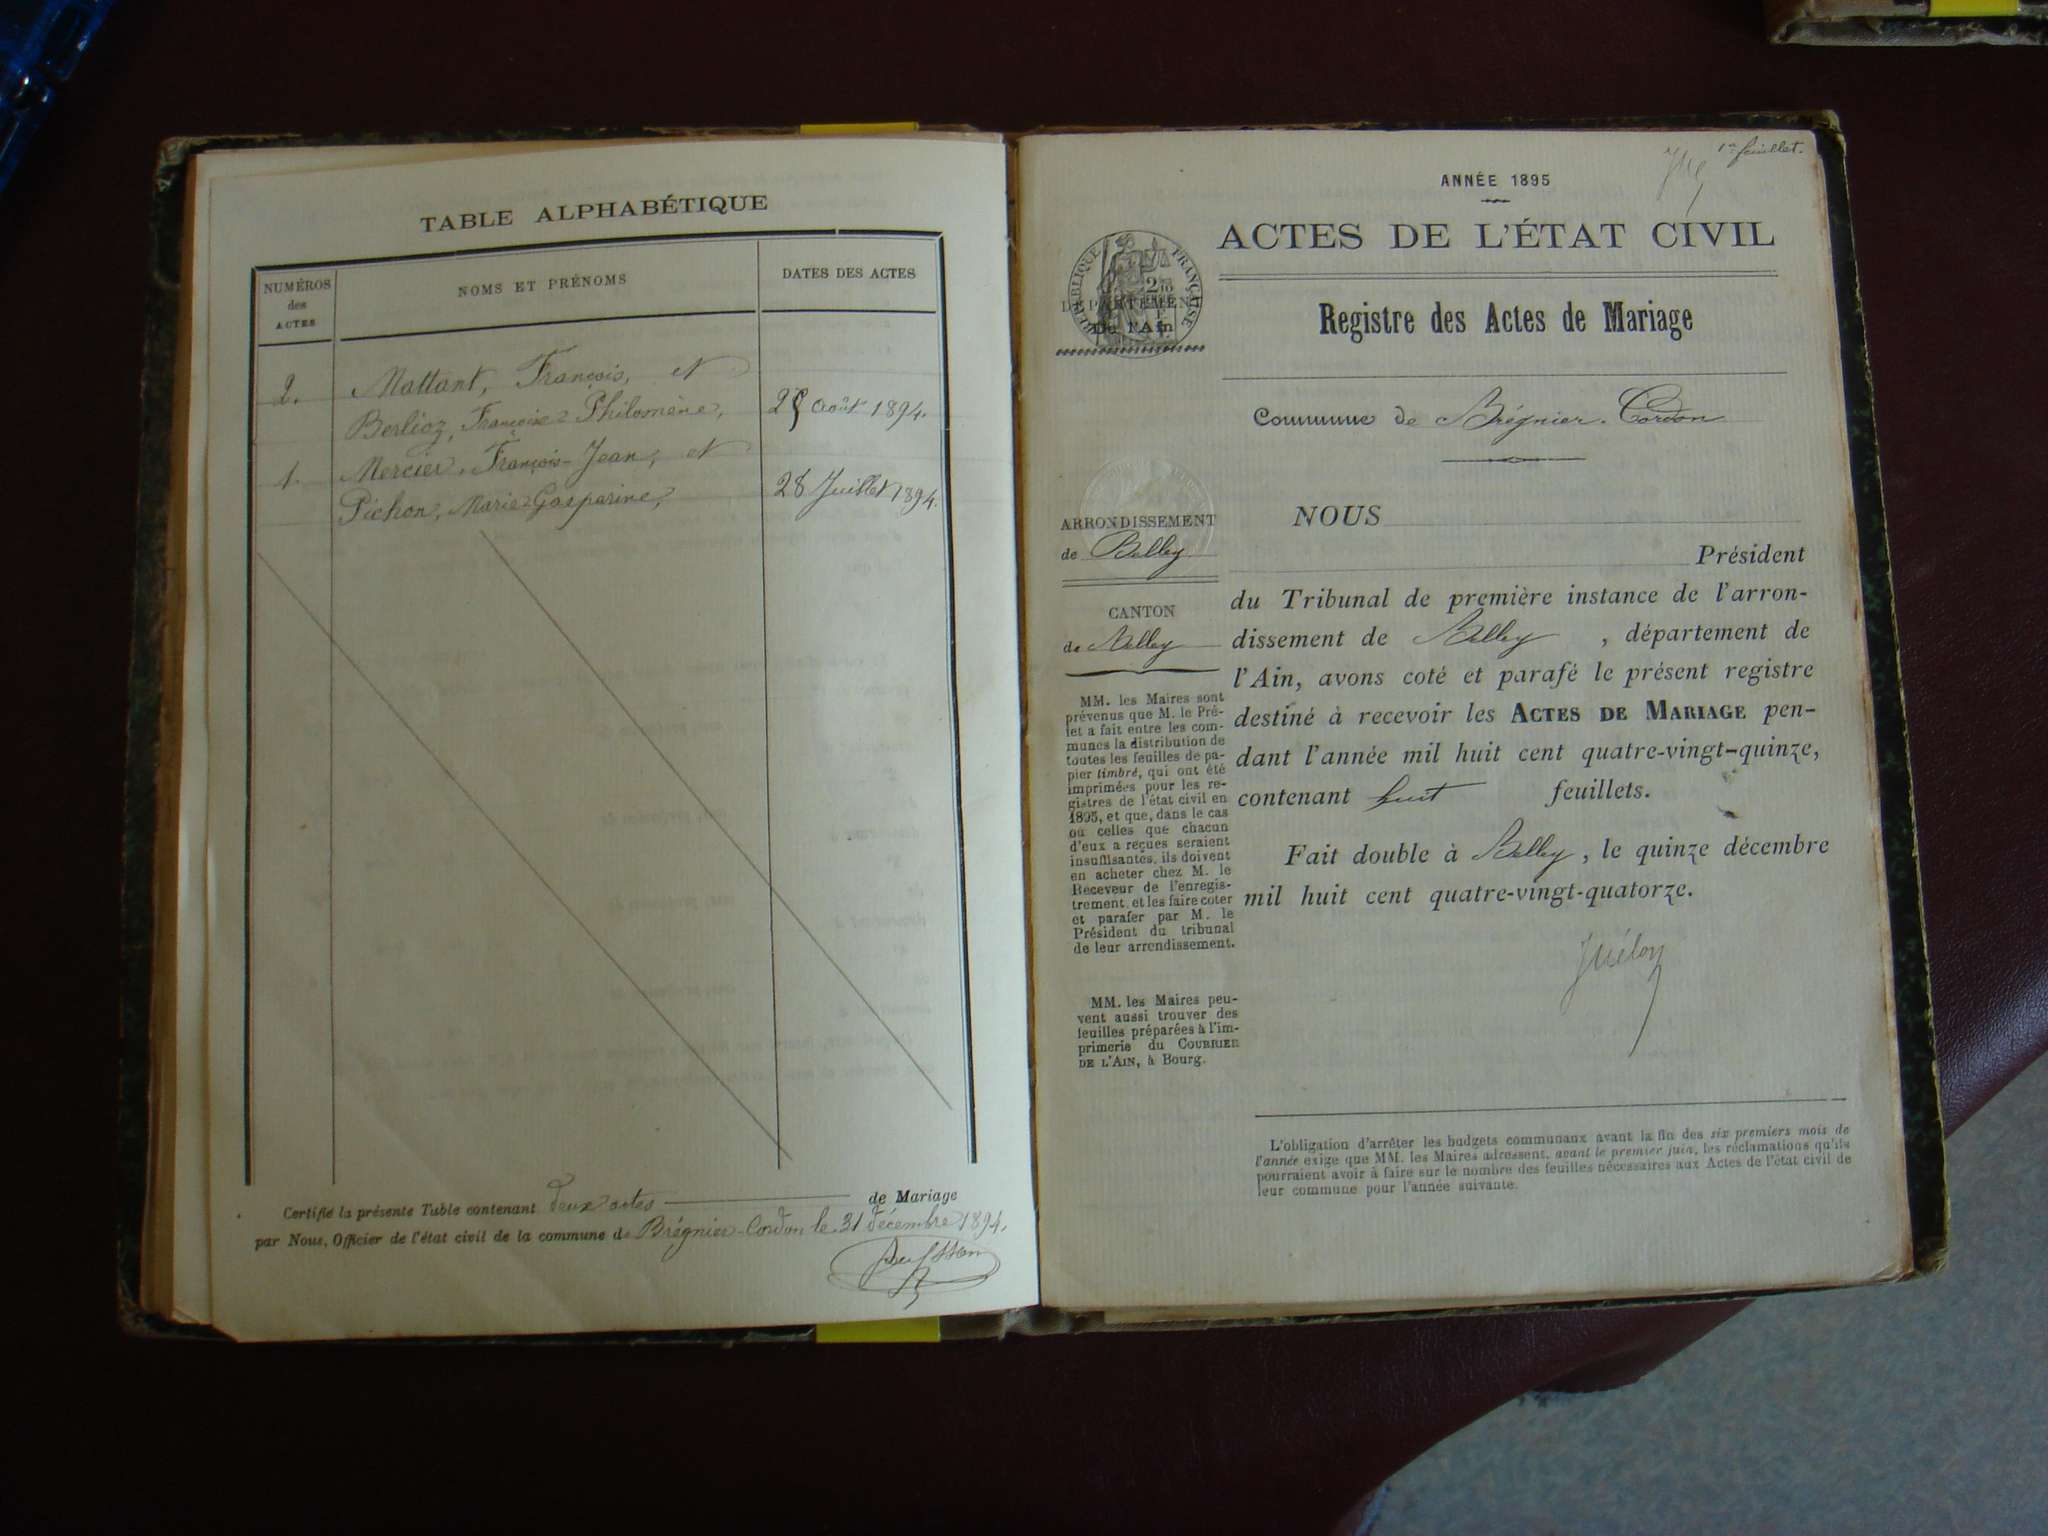 TABLE ALPHABÉTIQUE
NUMÉROS
des
ACTES
NOMS ET PRÉNOMS
DATES DES ACTES
2. Mattant, François, et
Berlioz, Françoise Philomène, 25 août 1894.
1. Mercier, François-Jean, et
Pichon, Marie Gasparine, 28 Juillet 1894.
Certifié la présente Table contenant deux actes de Mariage
par Nous, Officier de l'état civil de la commune de Brégnier-Cordon le 31 décembre 1894.
1er feuillet.
ANNÉE 1895
ACTES DE L'ÉTAT CIVIL
RÉPUBLIQUE FRANÇAISE
DÉPARTEMENT
De l'Ain
Registre des Actes de Mariage
Commune de Brégnier-Cordon
ARRONDISSEMENT
de Belley
CANTON
de Belley
MM. les Maires sont
prévenus que M. le Pré-
fet a fait entre les com-
munes la distribution de
toutes les feuilles de pa-
pier timbré, qui ont été
imprimées pour les re-
gistres de l'état civil en
1895, et que, dans le cas
où celles que chacun
d'eux a reçues seraient
insuffisantes, ils doivent
en acheter chez M. le
Receveur de l'enregis-
trement, et les faire coter
et parafer par M. le
Président du tribunal
de leur arrondissement.
MM. les Maires peu-
vent aussi trouver des
feuilles préparées à l'im-
primerie du COURRIER
DE L'AIN, à Bourg.
NOUS
Président
du Tribunal de première instance de l'arron-
dissement de Belley, département de
l'Ain, avons coté et parafé le présent registre
destiné à recevoir les ACTES DE MARIAGE pen-
dant l'année mil huit cent quatre-vingt-quinze,
contenant huit feuillets.
Fait double à Belley, le quinze décembre
mil huit cent quatre-vingt-quatorze.
L'obligation d'arrêter les budgets communaux avant la fin des six premiers mois de
l'année exige que MM. les Maires adressent, avant le premier juin, les réclamations qu'ils
pourraient avoir à faire sur le nombre des feuilles nécessaires aux Actes de l'état civil de
leur commune pour l'année suivante.